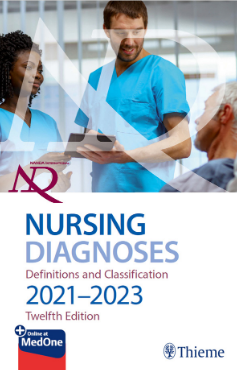 NURSING
DIAGNOSES
Definitions and Classification
2021–2023
Twelfth Edition
Online at
MedOne
Thieme